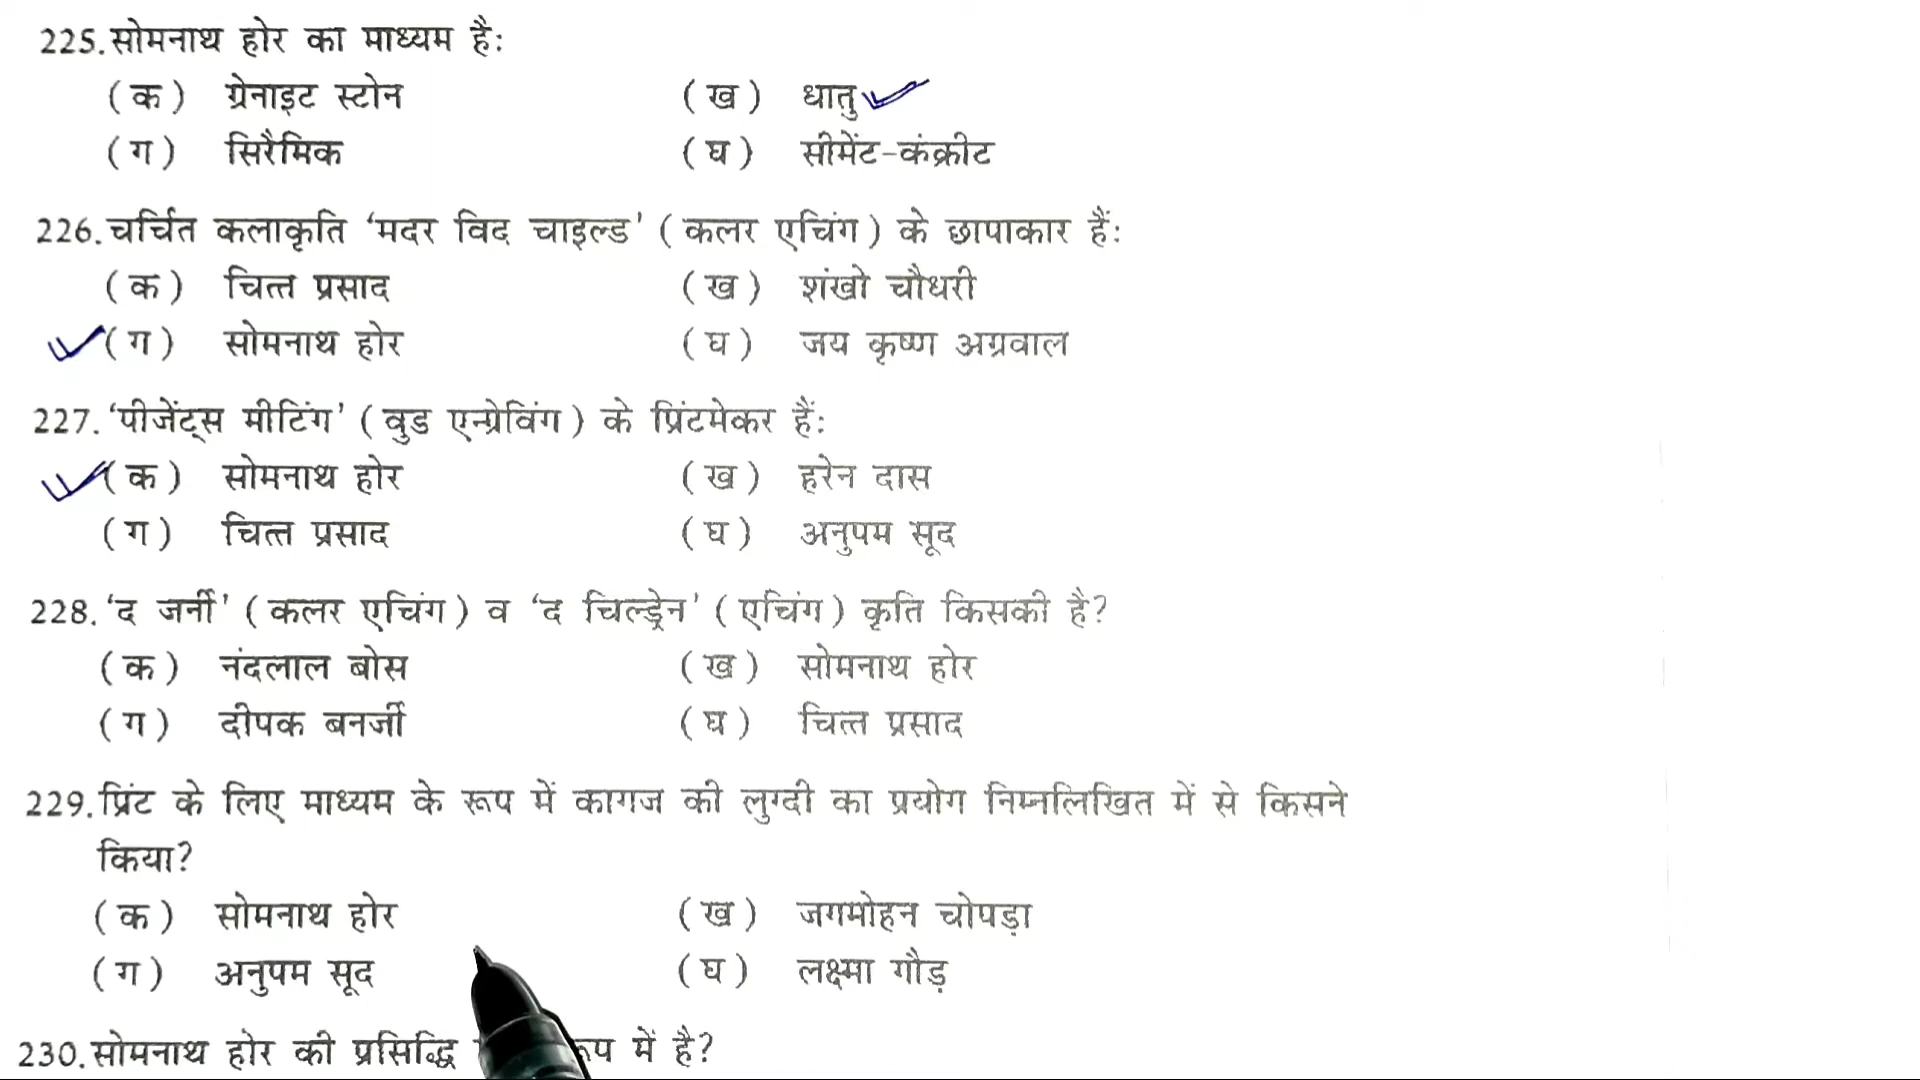 225. सोमनाथ होर का माध्यम है:
(क) ग्रेनाइट स्टोन (ख) धातु
(ग) सिरैमिक (घ) सीमेंट-कंक्रीट
226. चर्चित कलाकृति ‘मदर विद चाइल्ड’ (कलर एचिंग) के छापाकार हैं:
(क) चित्त प्रसाद (ख) शंखो चौधरी
(ग) सोमनाथ होर (घ) जय कृष्ण अग्रवाल
227. ‘पीजेंट्स मीटिंग’ (वुड एन्ग्रेविंग) के प्रिंटमेकर हैं:
(क) सोमनाथ होर (ख) हरेन दास
(ग) चित्त प्रसाद (घ) अनुपम सूद
228. ‘द जर्नी’ (कलर एचिंग) व ‘द चिल्ड्रेन’ (एचिंग) कृति किसकी है?
(क) नंदलाल बोस (ख) सोमनाथ होर
(ग) दीपक बनर्जी (घ) चित्त प्रसाद
229. प्रिंट के लिए माध्यम के रूप में कागज की लुग्दी का प्रयोग निम्नलिखित में से किसने
किया?
(क) सोमनाथ होर (ख) जगमोहन चोपड़ा
(ग) अनुपम सूद (घ) लक्ष्मा गौड़
230. सोमनाथ होर की प्रसिद्धि में है?